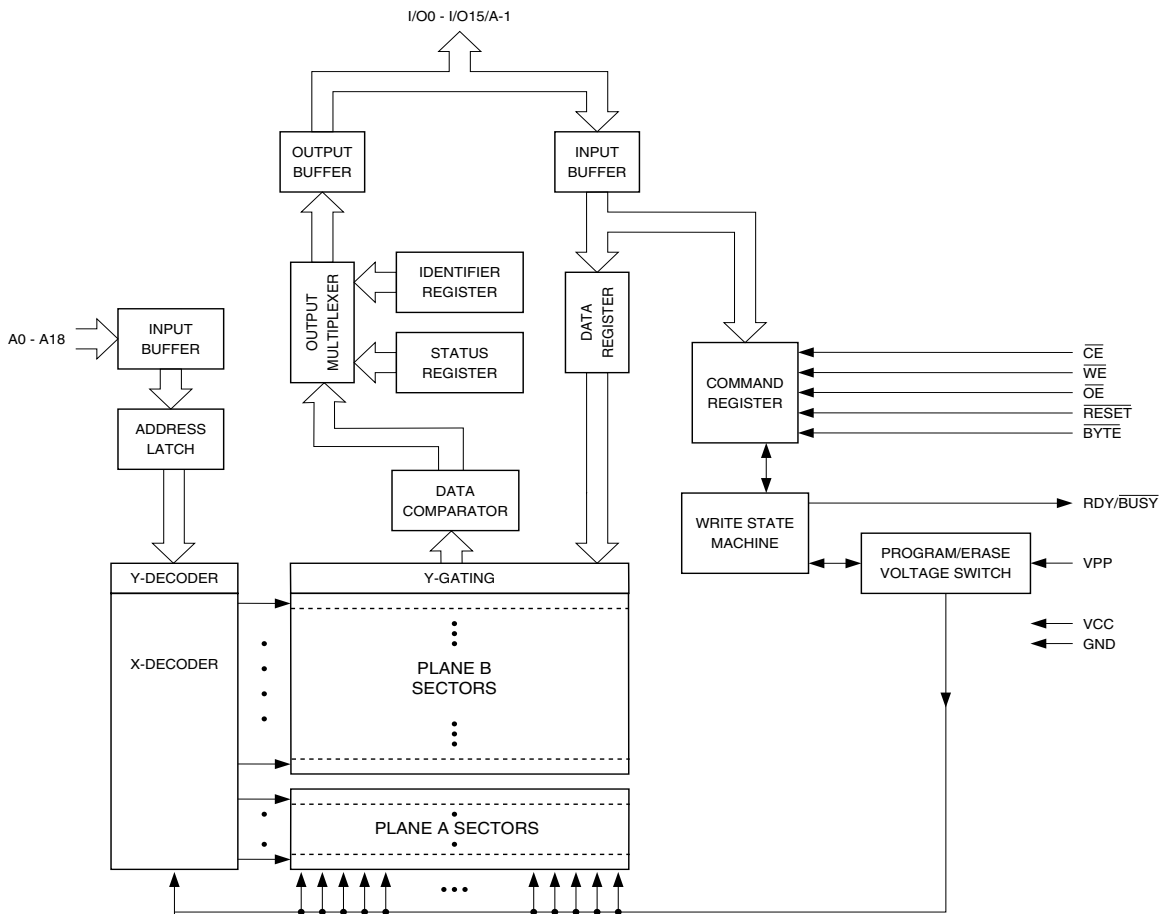 I/O0 - I/O15/A-1
OUTPUT
BUFFER
INPUT
BUFFER
OUTPUT
MULTIPLEXER
IDENTIFIER
REGISTER
STATUS
REGISTER
DATA
REGISTER
A0 - A18
INPUT
BUFFER
ADDRESS
LATCH
COMMAND
REGISTER
CE
WE
OE
RESET
BYTE
DATA
COMPARATOR
WRITE STATE
MACHINE
RDY/BUSY
PROGRAM/ERASE
VOLTAGE SWITCH
VPP
VCC
GND
Y-DECODER
Y-GATING
X-DECODER
PLANE B
SECTORS
PLANE A SECTORS